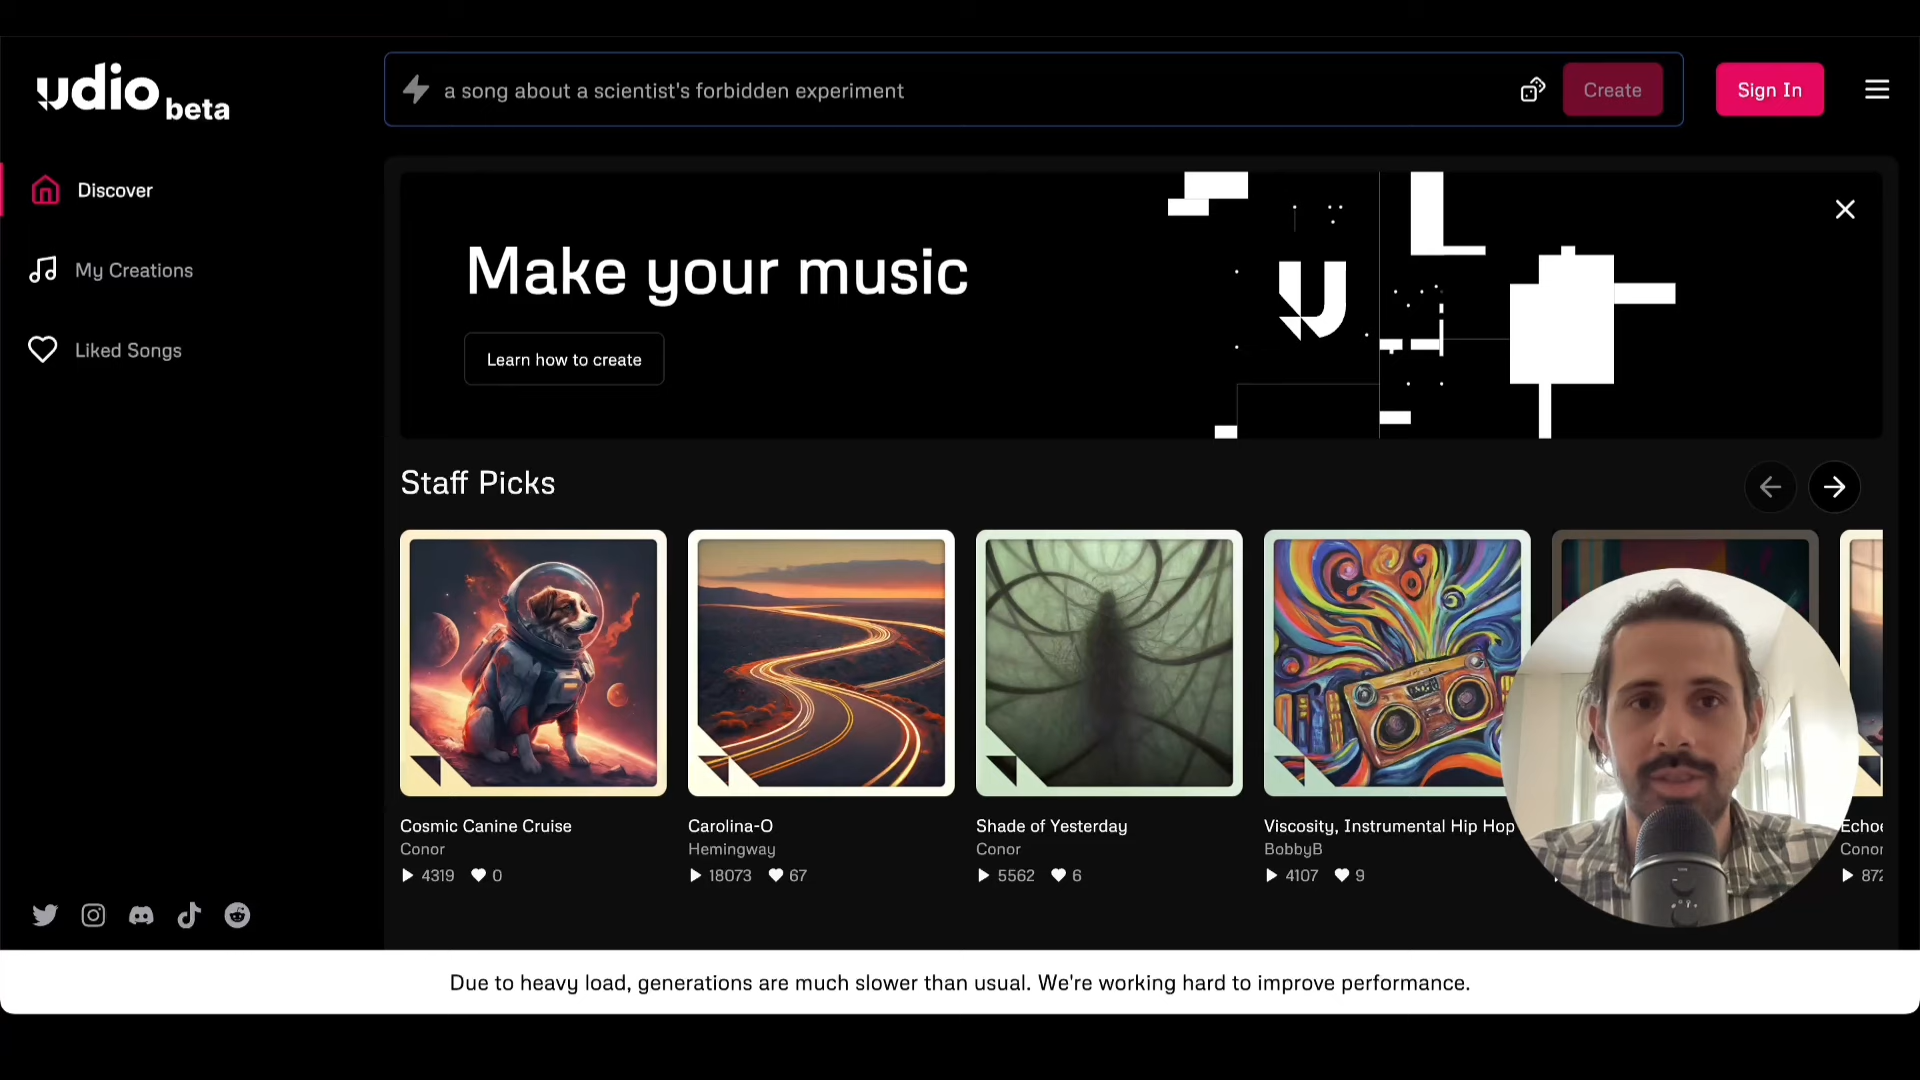 udio beta
a song about a scientist's forbidden experiment
Create
Sign In
Discover
My Creations
Liked Songs
Make your music
Learn how to create
Staff Picks
Cosmic Canine Cruise
Conor
4319 0
Carolina-O
Hemingway
18073 67
Shade of Yesterday
Conor
5562 6
Viscosity, Instrumental Hip Hop
BobbyB
4107 9
Conor
Due to heavy load, generations are much slower than usual. We're working hard to improve performance.